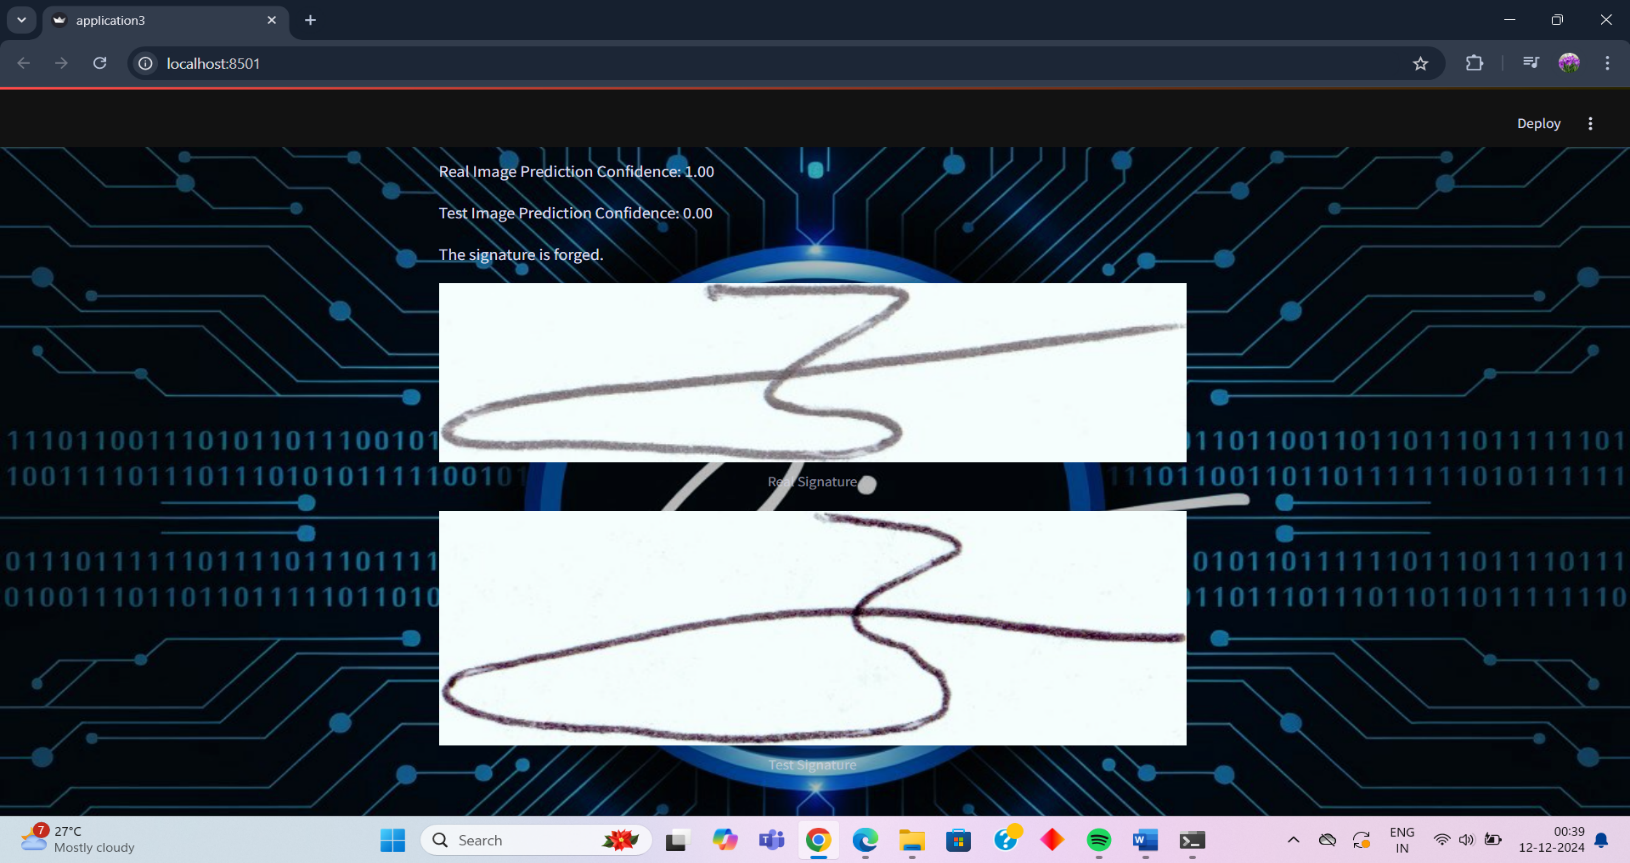 application3
localhost:8501
Deploy
Real Image Prediction Confidence: 1.00
Test Image Prediction Confidence: 0.00
The signature is forged.
Real Signature
Test Signature
7
27°C
Mostly cloudy
Search
ENG
IN
00:39
12-12-2024